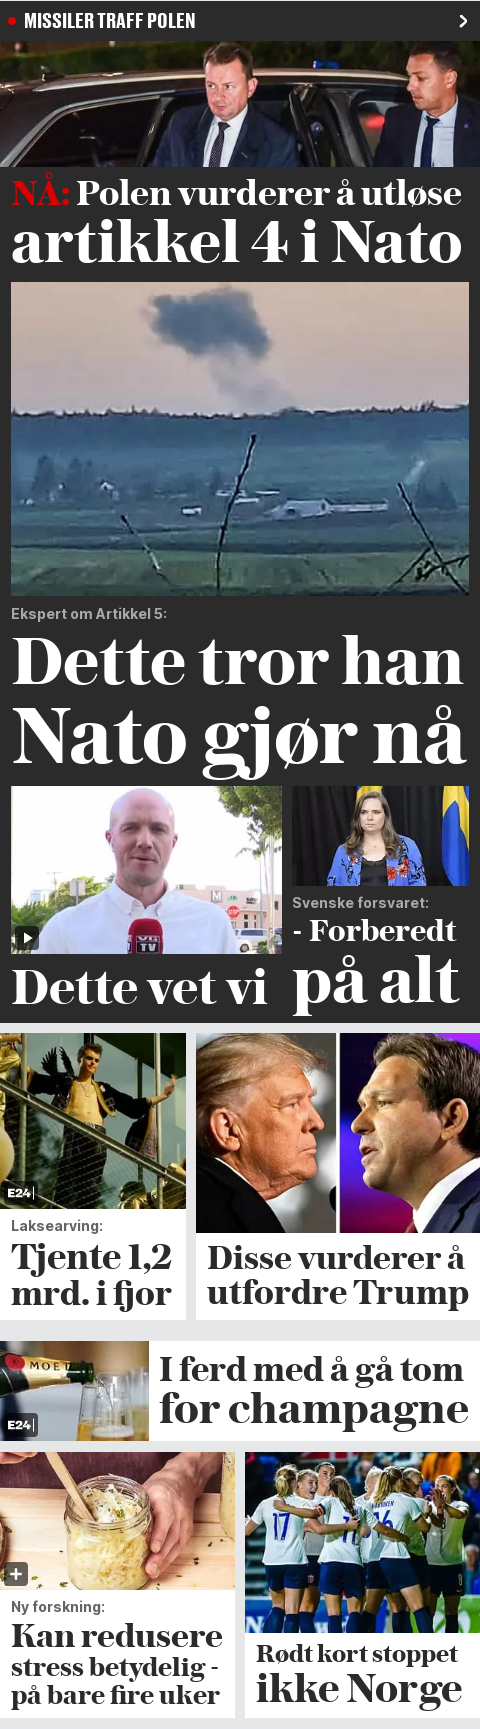 MISSILER TRAFF POLEN
NÅ: Polen vurderer å utløse
artikkel 4 i Nato
Ekspert om Artikkel 5:
Dette tror han
Nato gjør nå
VG
TV
Dette vet vi
Svenske forsvaret:
- Forberedt
på alt
E24
Laksearving:
Tjente 1,2
mrd. i fjor
Disse vurderer å
utfordre Trump
MOET
E24
I ferd med å gå tom
for champagne
Ny forskning:
Kan redusere
stress betydelig -
på bare fire uker
17
16
Rødt kort stoppet
ikke Norge